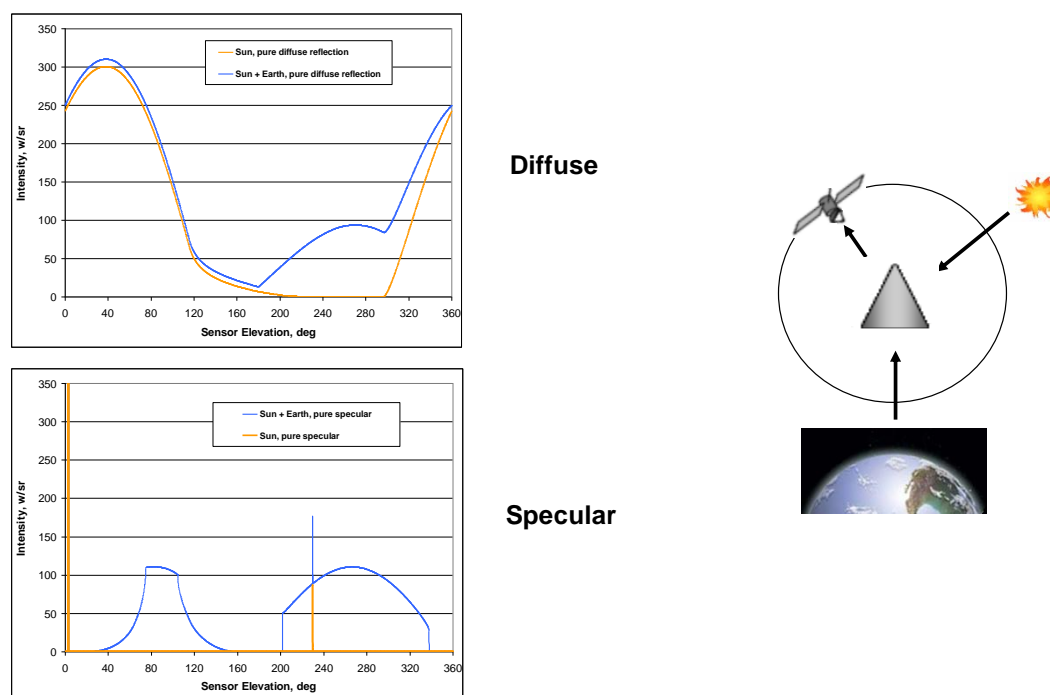 350
300
250
200
150
100
50
0
Intensity, w/sr
Sun, pure diffuse reflection
Sun + Earth, pure diffuse reflection
0 40 80 120 160 200 240 280 320 360
Sensor Elevation, deg
Diffuse
350
300
250
200
150
100
50
0
Intensity, w/sr
Sun + Earth, pure specular
Sun, pure specular
0 40 80 120 160 200 240 280 320 360
Sensor Elevation, deg
Specular